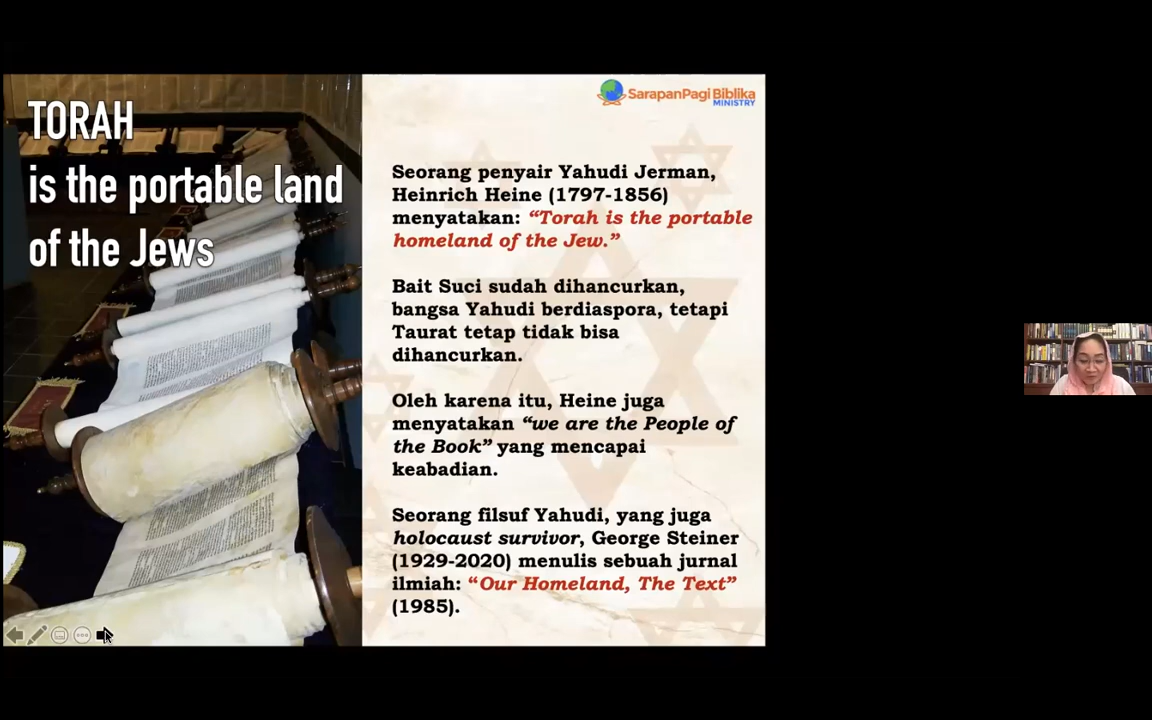 TORAH
is the portable land
of the Jews
SarapanPagi Biblika
MINISTRY
Seorang penyair Yahudi Jerman,
Heinrich Heine (1797-1856)
menyatakan: “Torah is the portable
homeland of the Jew.”
Bait Suci sudah dihancurkan,
bangsa Yahudi berdiaspora, tetapi
Taurat tetap tidak bisa
dihancurkan.
Oleh karena itu, Heine juga
menyatakan “we are the People of
the Book” yang mencapai
keabadian.
Seorang filsuf Yahudi, yang juga
holocaust survivor, George Steiner
(1929-2020) menulis sebuah jurnal
ilmiah: “Our Homeland, The Text”
(1985).